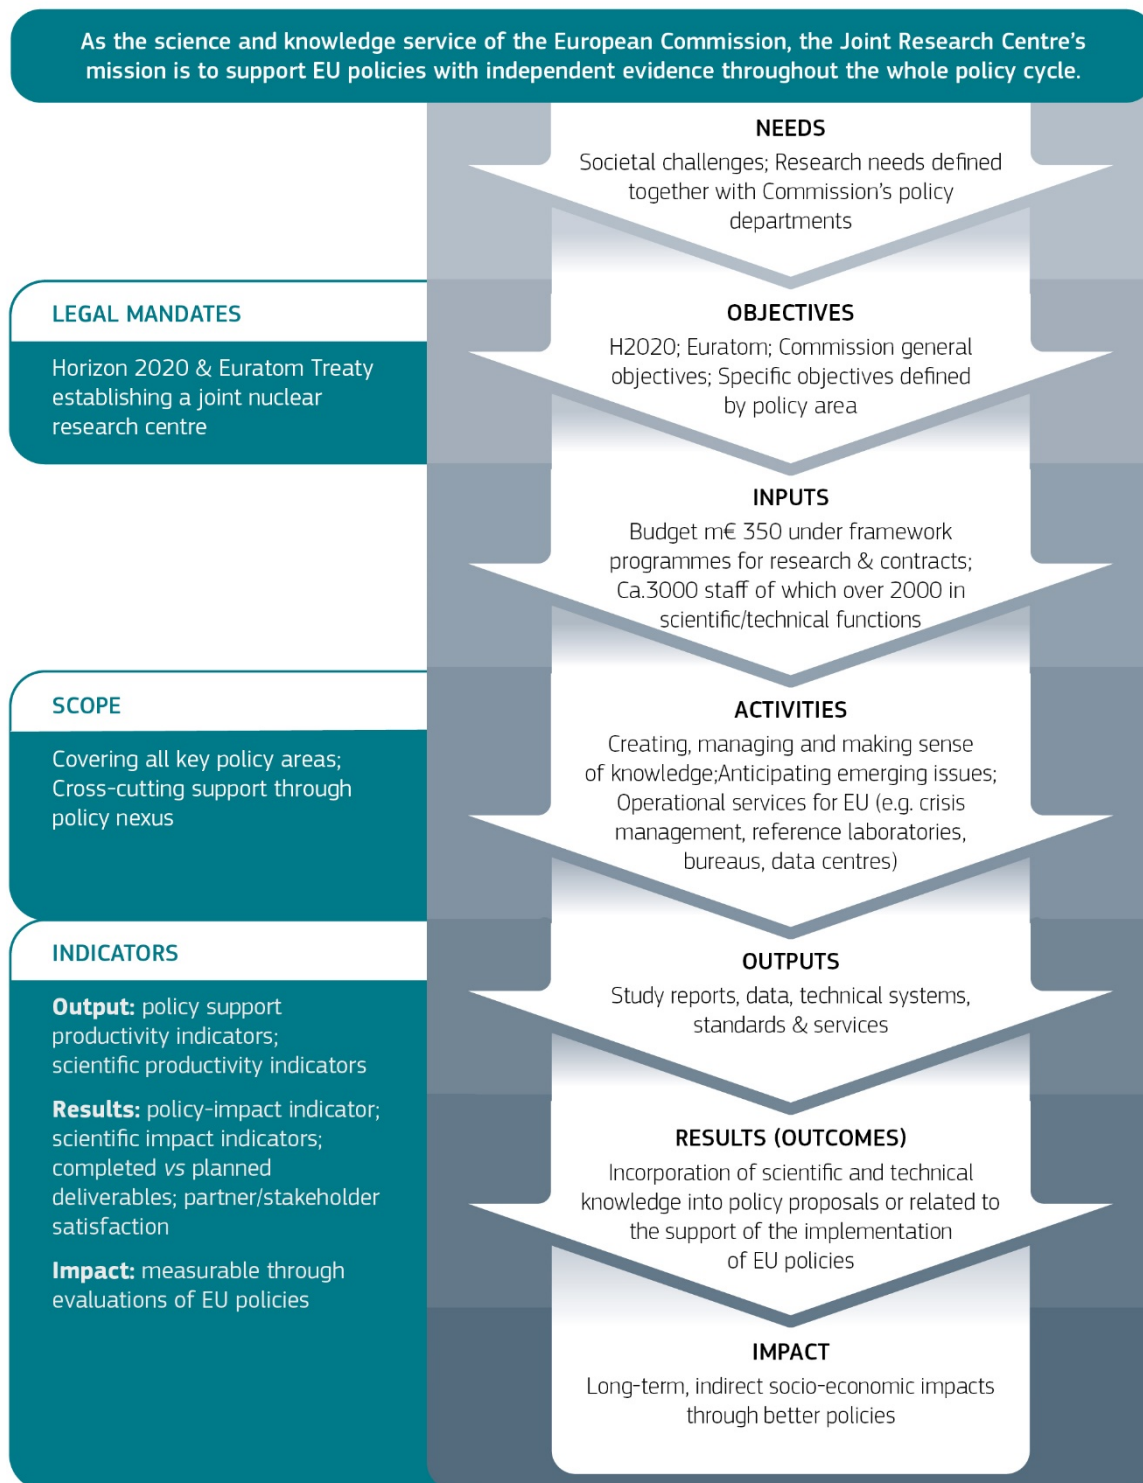 As the science and knowledge service of the European Commission, the Joint Research Centre's
mission is to support EU policies with independent evidence throughout the whole policy cycle.
NEEDS
Societal challenges; Research needs defined
together with Commission's policy
departments
LEGAL MANDATES
Horizon 2020 & Euratom Treaty
establishing a joint nuclear
research centre
OBJECTIVES
H2020; Euratom; Commission general
objectives; Specific objectives defined
by policy area
INPUTS
Budget m€ 350 under framework
programmes for research & contracts;
Ca.3000 staff of which over 2000 in
scientific/technical functions
SCOPE
Covering all key policy areas;
Cross-cutting support through
policy nexus
ACTIVITIES
Creating, managing and making sense
of knowledge;Anticipating emerging issues;
Operational services for EU (e.g. crisis
management, reference laboratories,
bureaus, data centres)
INDICATORS
Output: policy support
productivity indicators;
scientific productivity indicators
Results: policy-impact indicator;
scientific impact indicators;
completed vs planned
deliverables; partner/stakeholder
satisfaction
Impact: measurable through
evaluations of EU policies
OUTPUTS
Study reports, data, technical systems,
standards & services
RESULTS (OUTCOMES)
Incorporation of scientific and technical
knowledge into policy proposals or related to
the support of the implementation
of EU policies
IMPACT
Long-term, indirect socio-economic impacts
through better policies